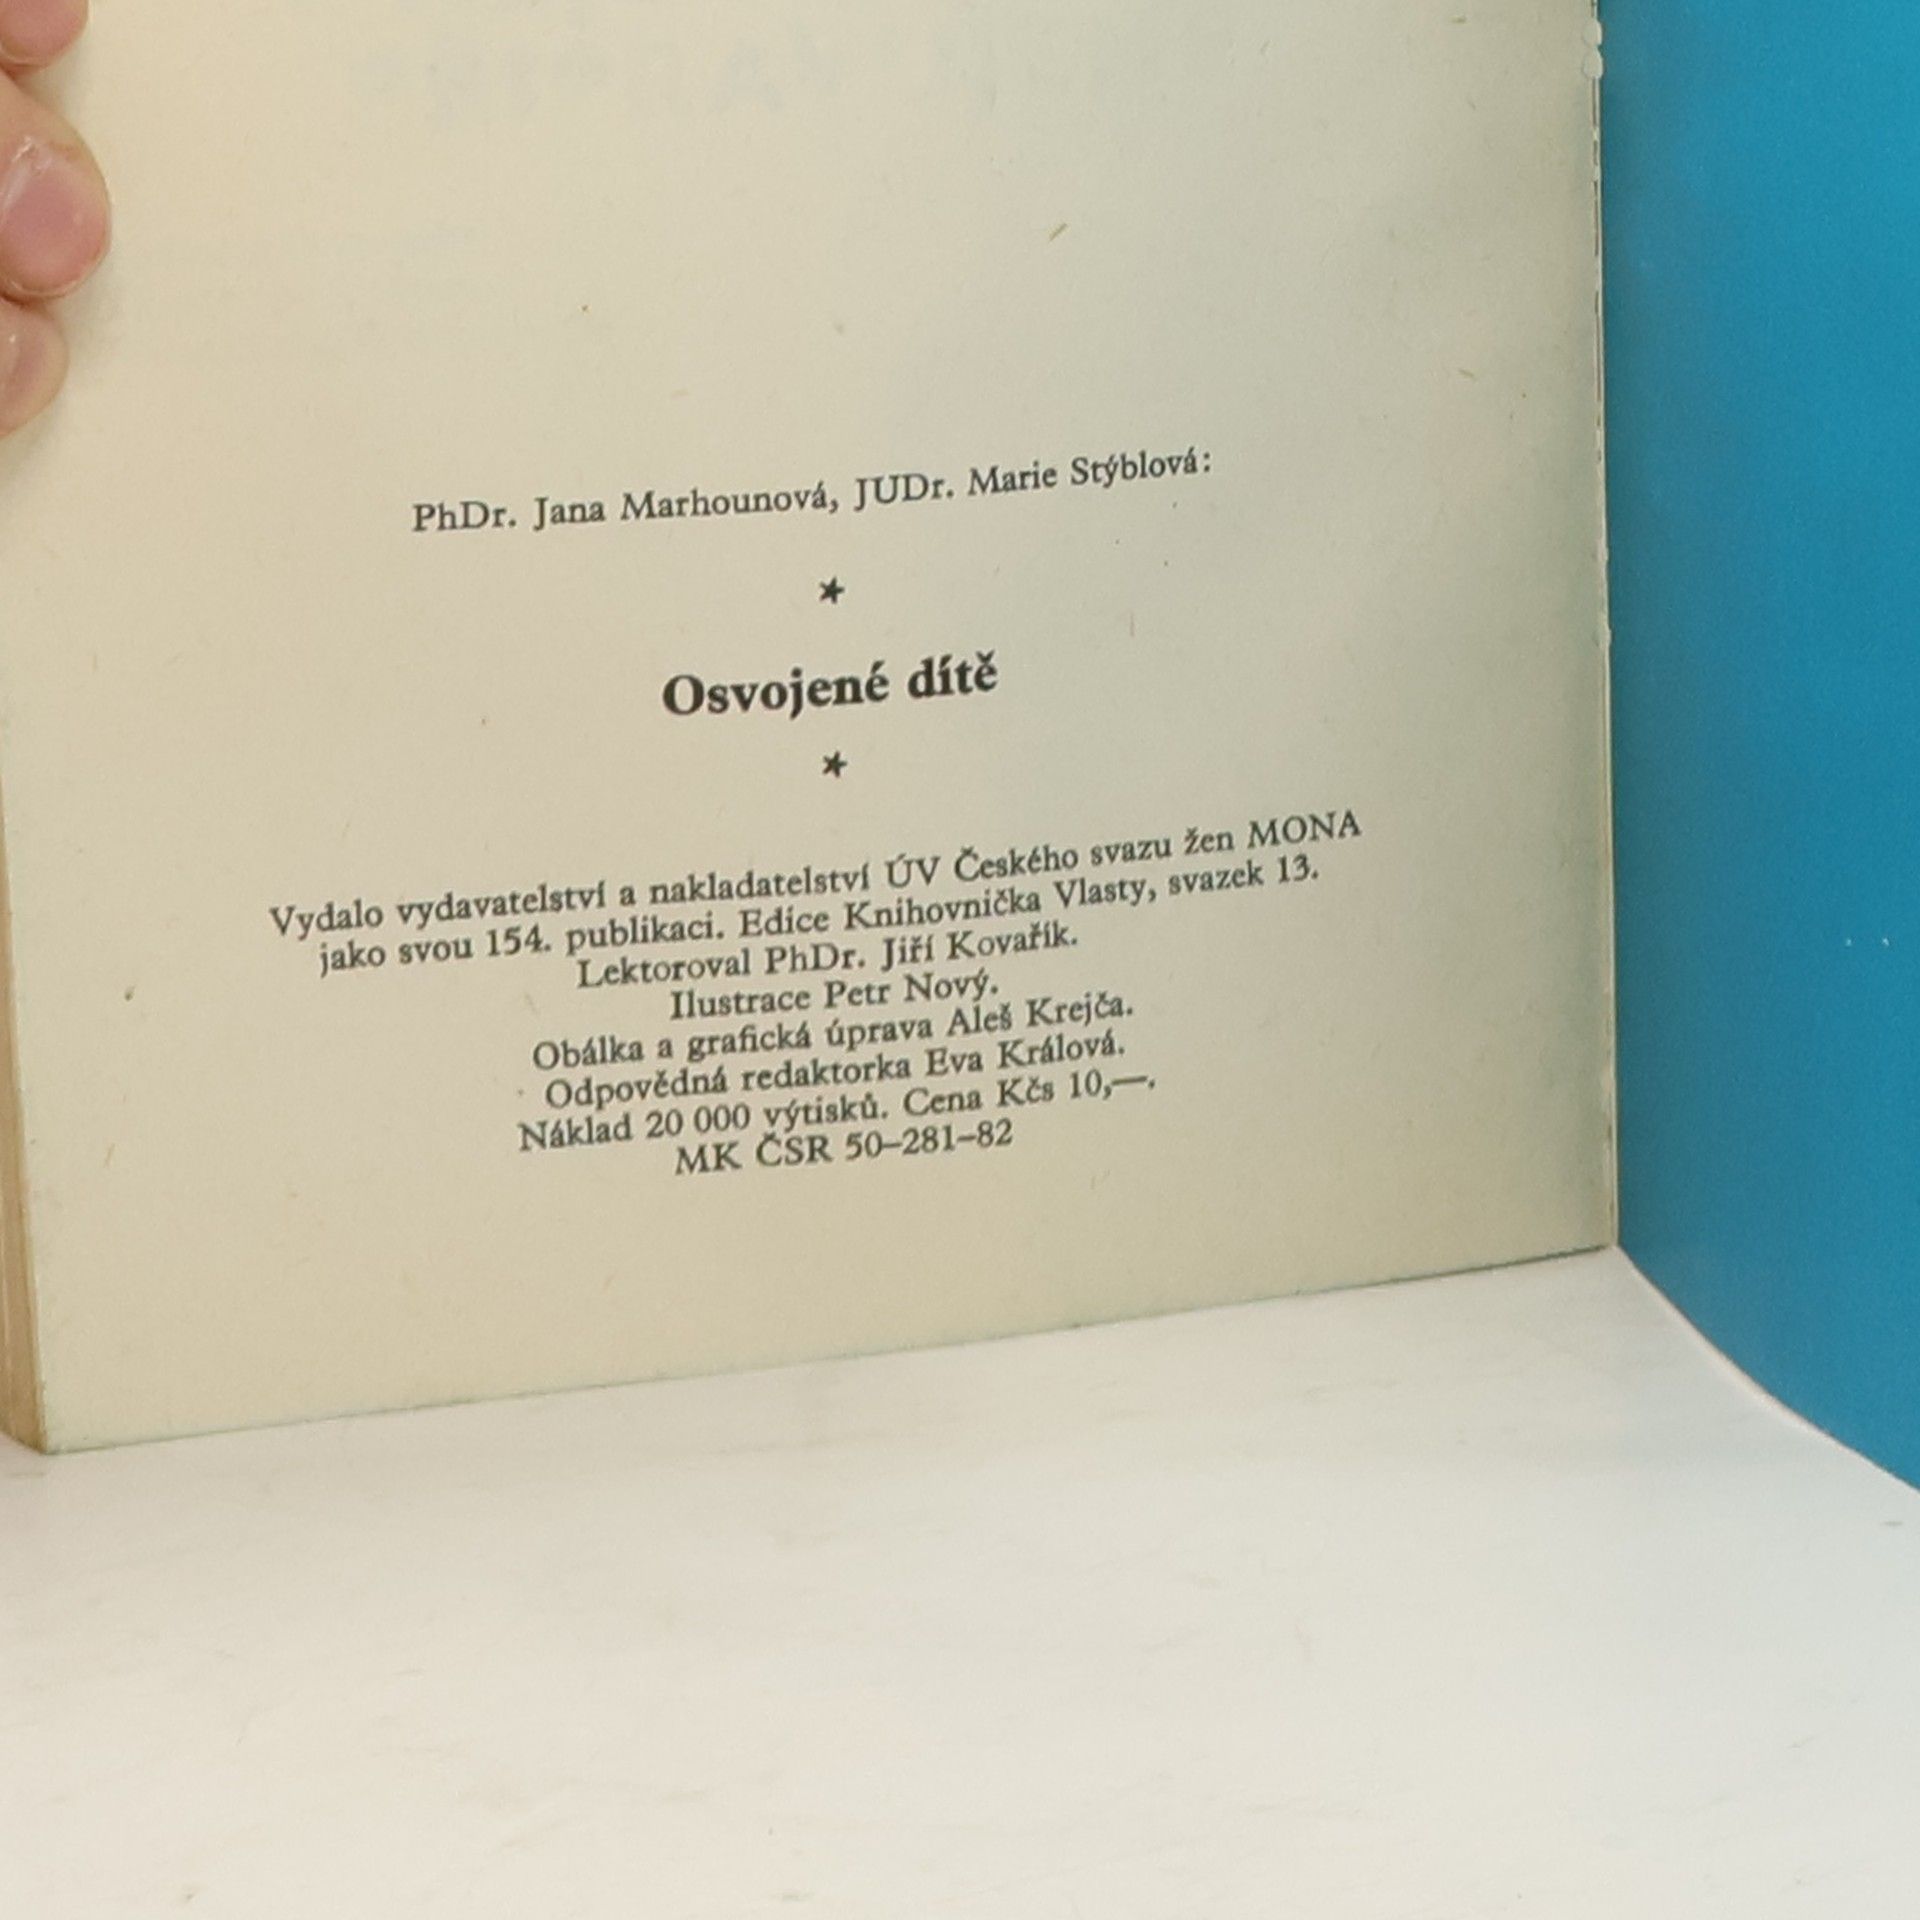 PhDr. Jana Marhounová, JUDr. Marie Stýblová:
*
Osvojené dítě
*
Vydalo vydavatelství a nakladatelství ÚV Českého svazu žen MONA
jako svou 154. publikaci. Edice Knihovnička Vlasty, svazek 13.
Lektoroval PhDr. Jiří Kovařík.
Ilustrace Petr Nový.
Obálka a grafická úprava Aleš Krejča.
Odpovědná redaktorka Eva Králová.
Náklad 20 000 výtisků. Cena Kčs 10,—.
MK ČSR 50–281–82